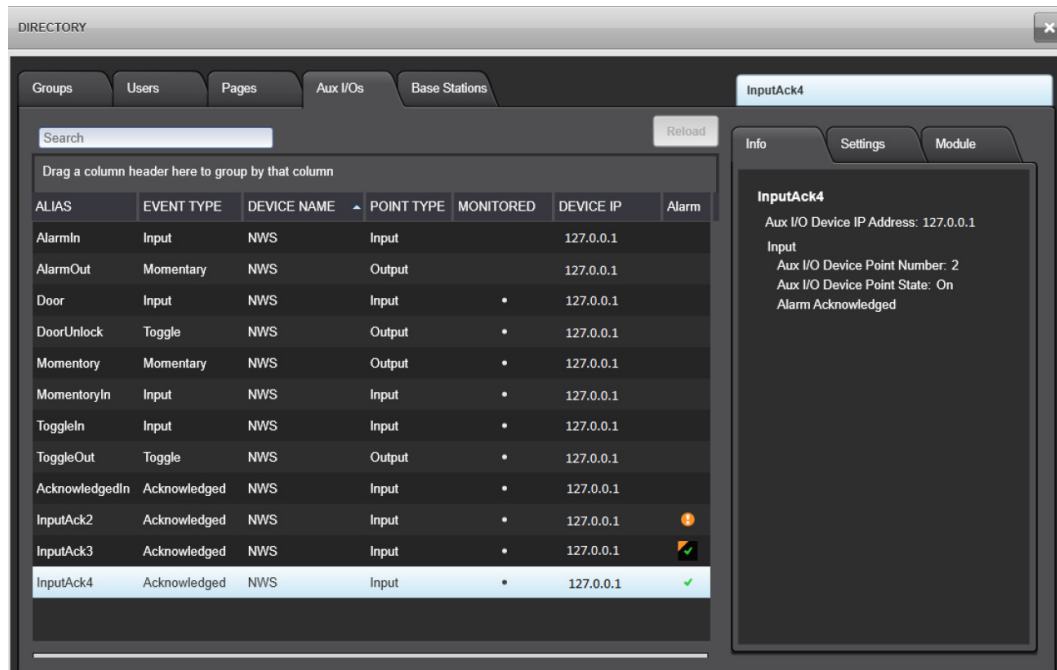 DIRECTORY
Groups Users Pages Aux I/Os Base Stations
Search
Reload
Drag a column header here to group by that column
ALIAS EVENT TYPE DEVICE NAME POINT TYPE MONITORED DEVICE IP Alarm
AlarmIn Input NWS Input 127.0.0.1
AlarmOut Momentary NWS Output 127.0.0.1
Door Input NWS Input 127.0.0.1
DoorUnlock Toggle NWS Output 127.0.0.1
Momentory Momentary NWS Output 127.0.0.1
MomentoryIn Input NWS Input 127.0.0.1
ToggleIn Input NWS Input 127.0.0.1
ToggleOut Toggle NWS Output 127.0.0.1
AcknowledgedIn Acknowledged NWS Input 127.0.0.1
InputAck2 Acknowledged NWS Input 127.0.0.1
InputAck3 Acknowledged NWS Input 127.0.0.1
InputAck4 Acknowledged NWS Input 127.0.0.1
InputAck4
Info Settings Module
InputAck4
Aux I/O Device IP Address: 127.0.0.1
Input
Aux I/O Device Point Number: 2
Aux I/O Device Point State: On
Alarm Acknowledged